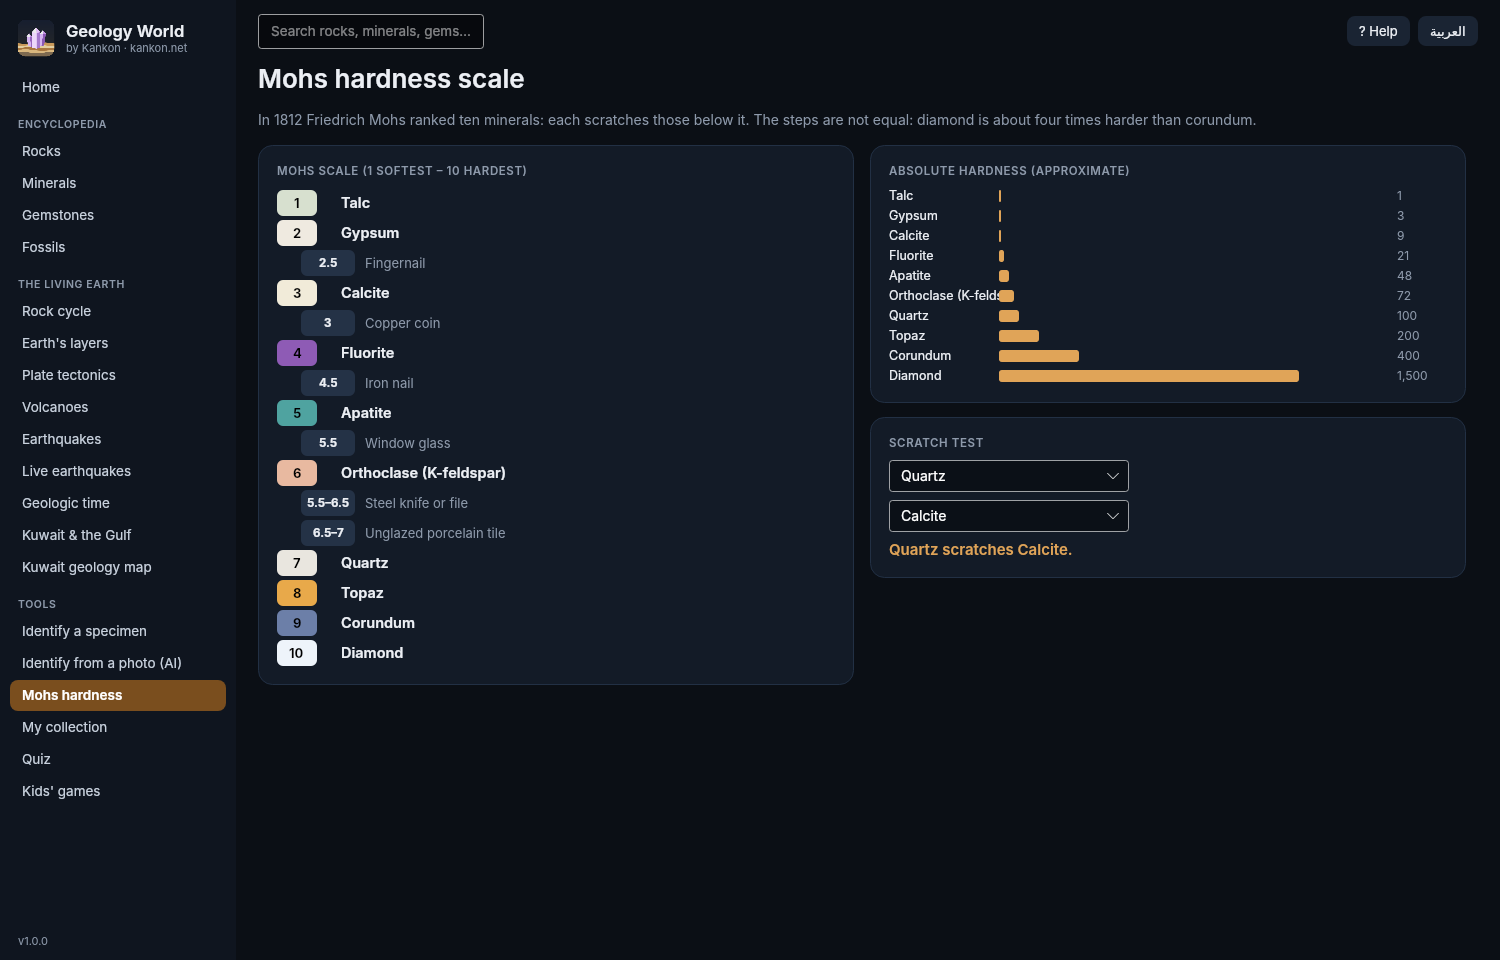 Geology World
by Kankon · kankon.net
Home
ENCYCLOPEDIA
Rocks
Minerals
Gemstones
Fossils
THE LIVING EARTH
Rock cycle
Earth's layers
Plate tectonics
Volcanoes
Earthquakes
Live earthquakes
Geologic time
Kuwait & the Gulf
Kuwait geology map
TOOLS
Identify a specimen
Identify from a photo (AI)
Mohs hardness
My collection
Quiz
Kids' games
v1.0.0
Search rocks, minerals, gems...
? Help
العربية
Mohs hardness scale
In 1812 Friedrich Mohs ranked ten minerals: each scratches those below it. The steps are not equal: diamond is about four times harder than corundum.
MOHS SCALE (1 SOFTEST – 10 HARDEST)
1 Talc
2 Gypsum
2.5 Fingernail
3 Calcite
3 Copper coin
4 Fluorite
4.5 Iron nail
5 Apatite
5.5 Window glass
6 Orthoclase (K-feldspar)
5.5–6.5 Steel knife or file
6.5–7 Unglazed porcelain tile
7 Quartz
8 Topaz
9 Corundum
10 Diamond
ABSOLUTE HARDNESS (APPROXIMATE)
Talc 1
Gypsum 3
Calcite 9
Fluorite 21
Apatite 48
Orthoclase (K-felds 72
Quartz 100
Topaz 200
Corundum 400
Diamond 1,500
SCRATCH TEST
Quartz
Calcite
Quartz scratches Calcite.